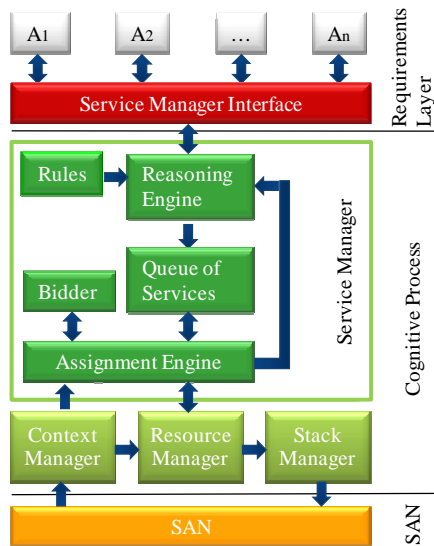 A1
A2
…
An
Service Manager Interface
Requirements
Layer
Rules
Reasoning
Engine
Queue of
Services
Bidder
Assignment Engine
Service Manager
Cognitive Process
Context
Manager
Resource
Manager
Stack
Manager
SAN
SAN